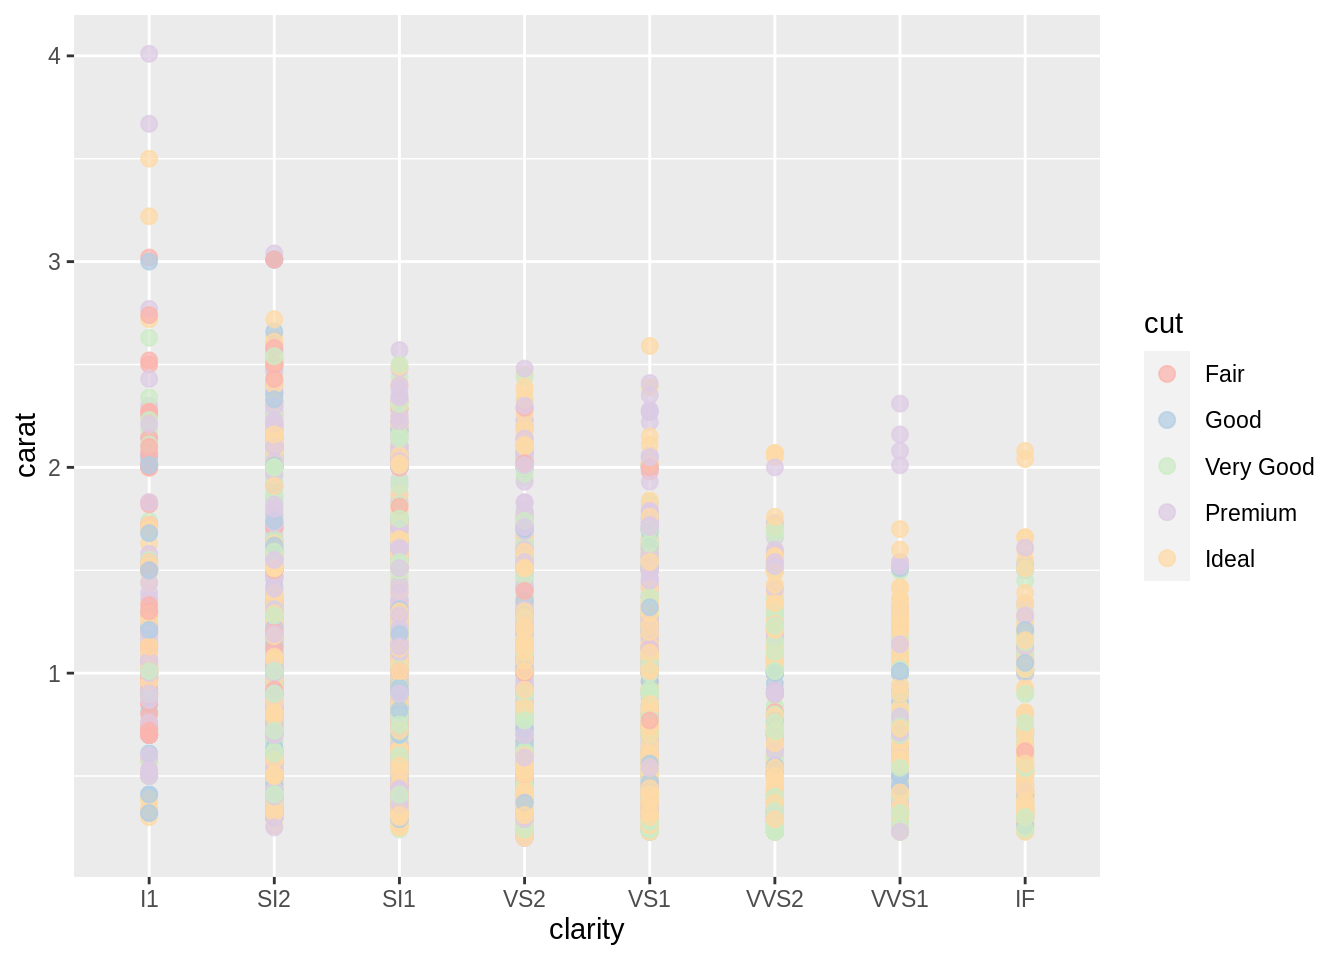 4
3
2
1
carat
I1 SI2 SI1 VS2 VS1 VVS2 VVS1 IF
clarity
cut
Fair
Good
Very Good
Premium
Ideal